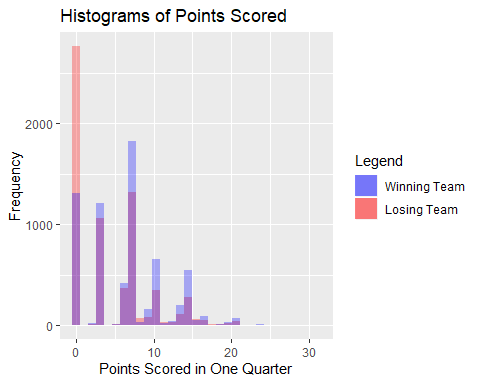 Histograms of Points Scored
Frequency
2000
1000
0
0 10 20 30
Points Scored in One Quarter
Legend
Winning Team
Losing Team